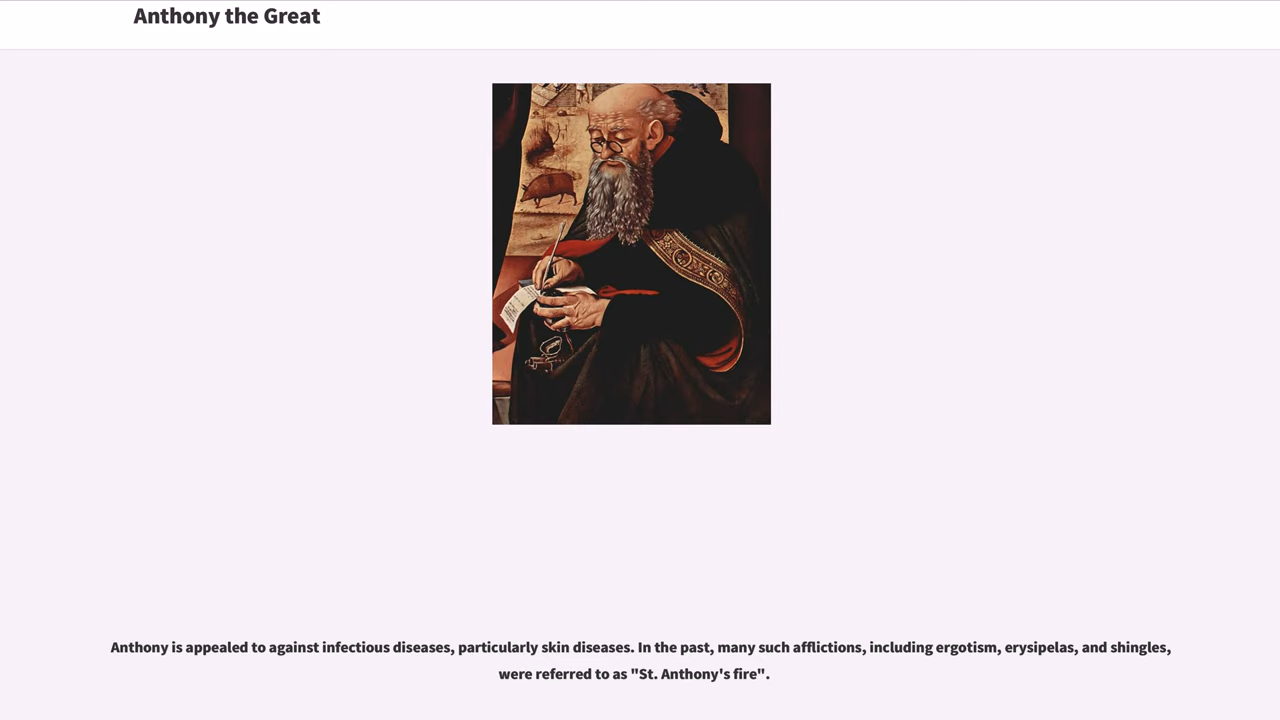 Anthony the Great
Anthony is appealed to against infectious diseases, particularly skin diseases. In the past, many such afflictions, including ergotism, erysipelas, and shingles,
were referred to as "St. Anthony's fire".